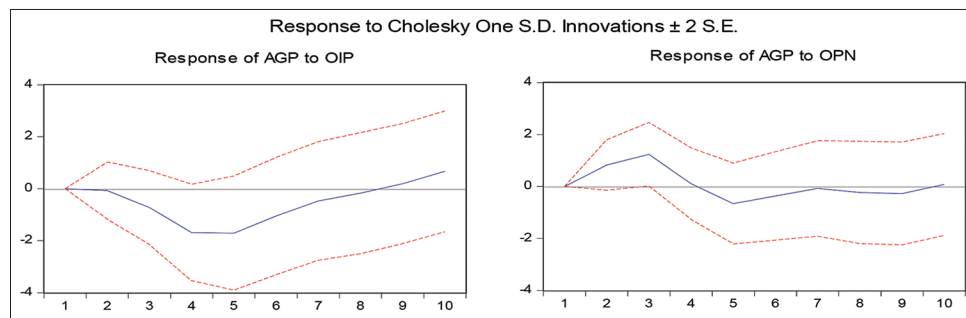 Response to Cholesky One S.D. Innovations ± 2 S.E.
Response of AGP to OIP
4
2
0
-2
-4
1 2 3 4 5 6 7 8 9 10
Response of AGP to OPN
4
2
0
-2
-4
1 2 3 4 5 6 7 8 9 10